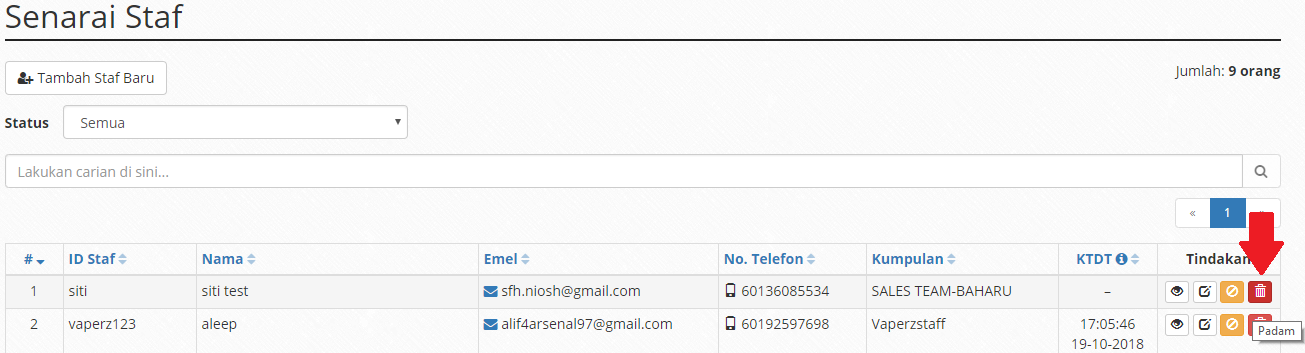 Senarai Staf
Tambah Staf Baru
Jumlah: 9 orang
Status Semua
Lakukan carian di sini...
« 1
# ID Staf Nama Emel No. Telefon Kumpulan KTDT Tindakan
1 siti siti test sfh.niosh@gmail.com 60136085534 SALES TEAM-BAHARU –
2 vaperz123 aleep alif4arsenal97@gmail.com 60192597698 Vaperzstaff 17:05:46
19-10-2018
Padam